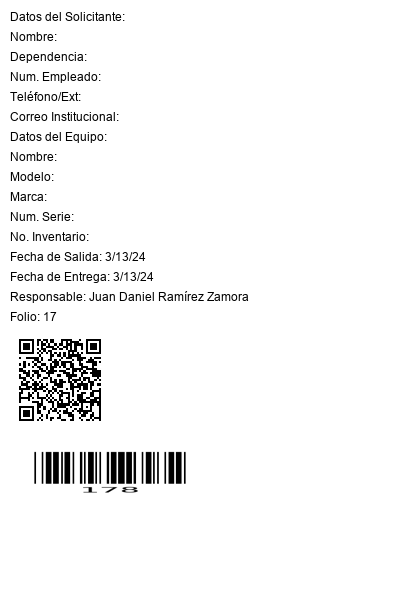 Datos del Solicitante:
Nombre:
Dependencia:
Num. Empleado:
Teléfono/Ext:
Correo Institucional:
Datos del Equipo:
Nombre:
Modelo:
Marca:
Num. Serie:
No. Inventario:
Fecha de Salida: 3/13/24
Fecha de Entrega: 3/13/24
Responsable: Juan Daniel Ramírez Zamora
Folio: 17
178